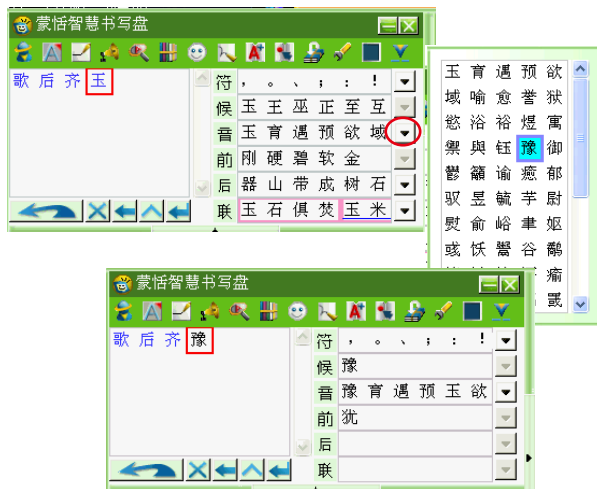 蒙恬智慧书写盘
歌 后 齐 玉
符 ， 。 、 ； ： ！
候 玉 王 巫 正 至 互
音 玉 育 遇 预 欲 域
前 刚 硬 碧 软 金
后 器 山 带 成 树 石
联 玉 石 俱 焚 玉 米
玉 育 遇 预 欲
域 喻 愈 誉 狱
慾 浴 裕 煜 寓
禦 與 钰 豫 御
鬱 籲 谕 癒 郁
驭 昱 毓 芋 尉
熨 俞 峪 聿 妪
彧 饫 鬻 谷 鹬
瘉
罭
蒙恬智慧书写盘
歌 后 齐 豫
符 ， 。 、 ； ： ！
候 豫
音 豫 育 遇 预 玉 欲
前 犹
后
联